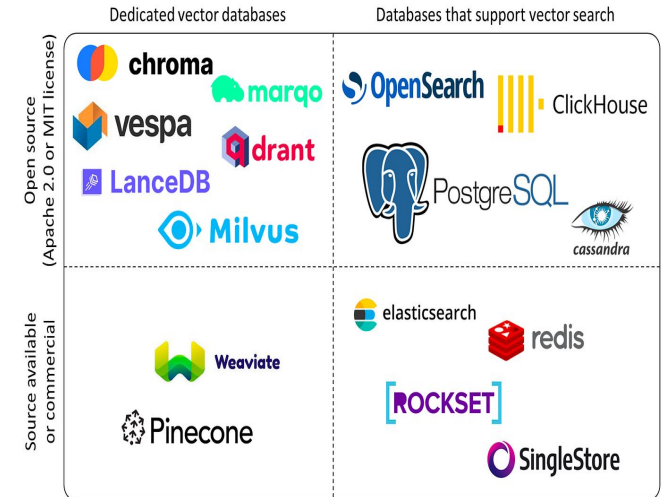 Dedicated vector databases
Databases that support vector search
Open source
(Apache 2.0 or MIT license)
chroma
marqo
vespa
qdrant
LanceDB
Milvus
OpenSearch
ClickHouse
PostgreSQL
cassandra
Source available
or commercial
Weaviate
Pinecone
elasticsearch
redis
[ROCKSET]
SingleStore